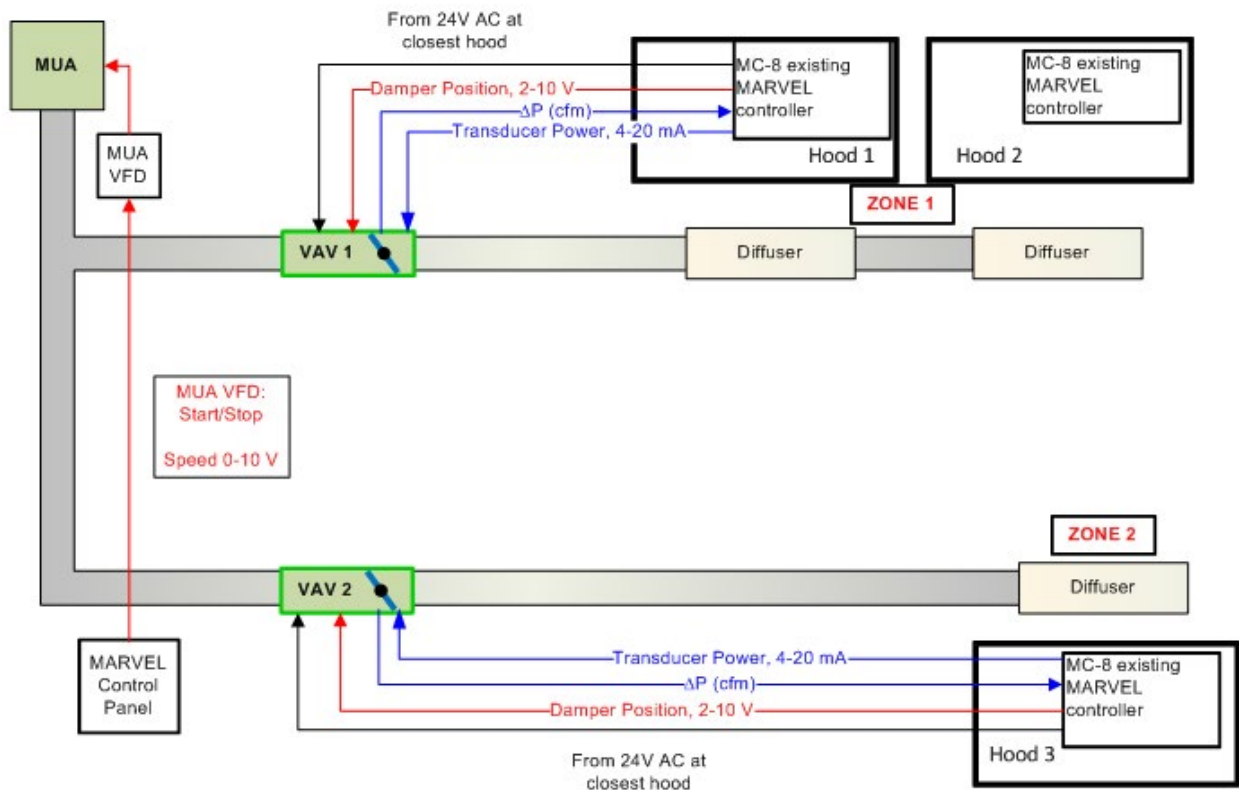 From 24V AC at
closest hood
MUA
MC-8 existing
MARVEL
controller
Hood 1
MC-8 existing
MARVEL
controller
Hood 2
Damper Position, 2-10 V
ΔP (cfm)
Transducer Power, 4-20 mA
MUA
VFD
ZONE 1
VAV 1
Diffuser
Diffuser
MUA VFD:
Start/Stop
Speed 0-10 V
ZONE 2
VAV 2
Diffuser
MARVEL
Control
Panel
Transducer Power, 4-20 mA
ΔP (cfm)
Damper Position, 2-10 V
MC-8 existing
MARVEL
controller
Hood 3
From 24V AC at
closest hood